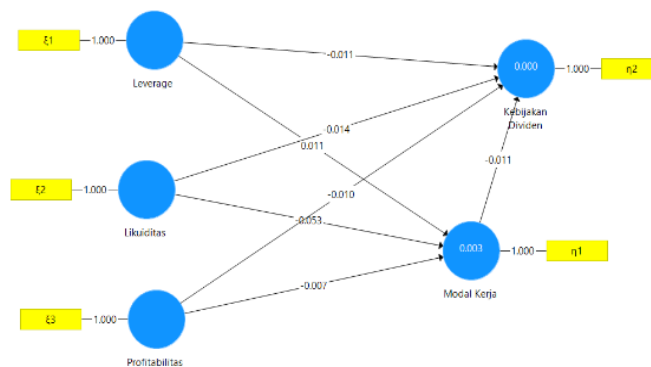 ξ1
1.000
Leverage
-0.011
0.000
1.000
η2
Kebijakan
Dividen
-0.014
0.011
-0.011
ξ2
1.000
Likuiditas
-0.010
-0.053
0.003
1.000
η1
Modal Kerja
-0.007
ξ3
1.000
Profitabilitas